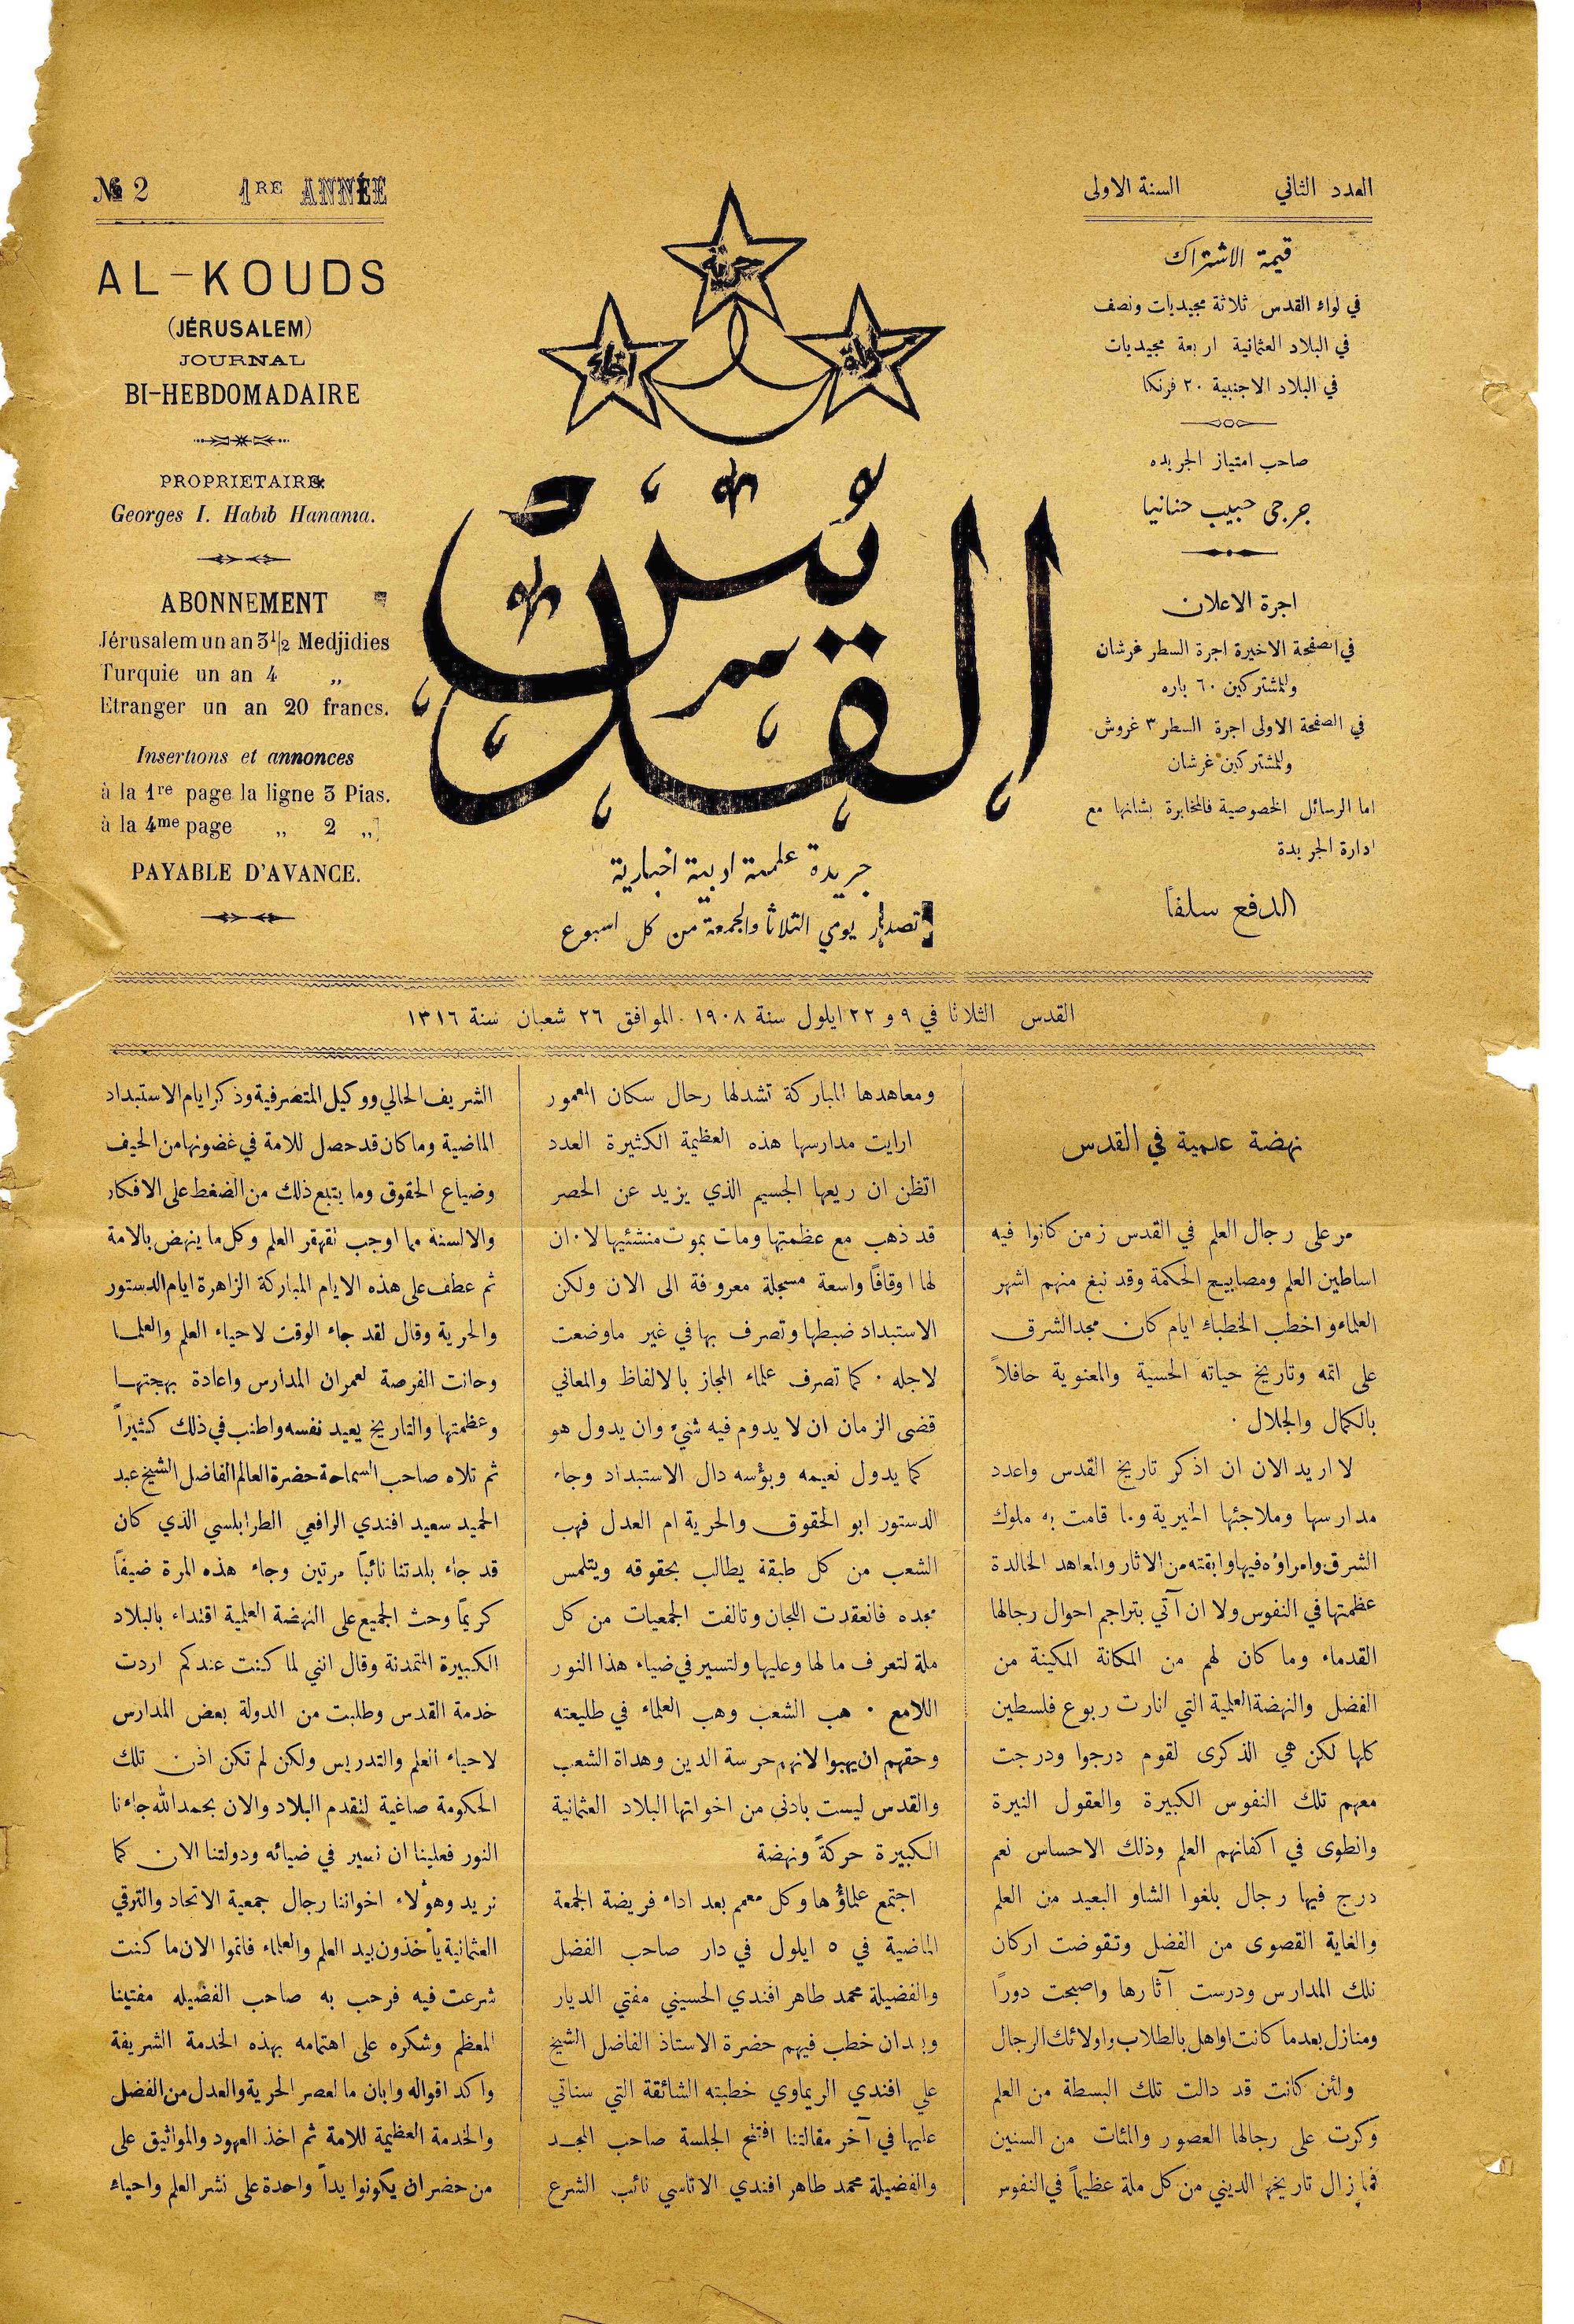 № 2 1RE ANNÉE
AL-KOUDS
(JÉRUSALEM)
JOURNAL
BI-HEBDOMADAIRE
PROPRIETAIRE
Georges I. Habib Hanania.
ABONNEMENT
Jérusalem un an 3 1/2 Medjidies
Turquie un an 4 „
Etranger un an 20 francs.
Insertions et annonces
à la 1re page la ligne 3 Pias.
à la 4me page „ 2 „
PAYABLE D'AVANCE.
حرية
اخاء
القدس
جريدة علمية ادبية اخبارية
تصدر يومي الثلاثا والجمعة من كل اسبوع
العدد الثاني السنة الاولى
قيمة الاشتراك
في لواء القدس ثلاثة مجيديات ونصف
في البلاد العثمانية اربعة مجيديات
في البلاد الاجنبية ٢٠ فرنكا
صاحب امتياز الجريده
جرجي حبيب حنانيا
اجرة الاعلان
في الصفحة الاخيرة اجرة السطر غرشان
وللمشتركين ٦٠ باره
في الصفحة الاولى اجرة السطر ٣ غروش
وللمشتركين غرشان
اما الرسائل الخصوصية فالمخابرة بشانها مع
ادارة الجريدة
الدفع سلفا
القدس الثلاثا في ٩ و ٢٢ ايلول سنة ١٩٠٨ . الموافق ٢٦ شعبان سنة ١٣١٦
نهضة علمية في القدس
مر على رجال العلم في القدس زمن كانوا فيه
اساطين العلم ومصابيح الحكمة وقد نبغ منهم اشهر
العلماء واخطب الخطباء ايام كان مجد الشرق
على اتمه وتاريخ حياته الحسية والمعنوية حافلاً
بالكمال والجلال .
لا اريد الان ان اذكر تاريخ القدس واعدد
مدارسها وملاجئها الخيرية وما قامت به ملوك
الشرق وامراؤه فيها وابقته من الاثار والمعاهد الخالدة
عظمتها في النفوس ولا ان آتي بتراجم احوال رجالها
القدماء وما كان لهم من المكانة المكينة من
الفضل والنهضة العلمية التي انارت ربوع فلسطين
كلها لكن هي الذكرى لقوم درجوا ودرجت
معهم تلك النفوس الكبيرة والعقول النيرة
وانطوى في اكفانهم العلم وذلك الاحساس نعم
درج فيها رجال بلغوا الشاو البعيد من العلم
والغاية القصوى من الفضل وتقوضت اركان
تلك المدارس ودرست آثارها واصبحت دورًا
ومنازل بعدما كانت اواهل بالطلاب واولائك الرجال
ولئن كانت قد دالت تلك البسطة من العلم
وكرت على رجالها العصور والمئات من السنين
فما زال تاريخها الديني من كل ملة عظيماً في النفوس
ومعاهدها المباركة تشد لها رحال سكان المعمور
ارايت مدارسها هذه العظيمة الكثيرة العدد
اتظن ان ريعها الجسيم الذي يزيد عن الحصر
قد ذهب مع عظمتها ومات بموت منشئيها لا . ان
لها اوقافاً واسعة مسجلة معروفة الى الان ولكن
الاستبداد ضبطها وتصرف بها في غير ما وضعت
لاجله . كما تصرف علماء المجاز بالالفاظ والمعاني
قضى الزمان ان لا يدوم فيه شيء وان يدول هو
كما يدول نعيمه وبؤسه دال الاستبداد وجاء
الدستور ابو الحقوق والحرية ام العدل فهب
الشعب من كل طبقة يطالب بحقوقه ويتلمس
مجده فانعقدت اللجان وتالفت الجمعيات من كل
ملة لتعرف ما لها وعليها ولتسير في ضياء هذا النور
اللامع . هب الشعب وهب العلماء في طليعته
وحقهم ان يهبوا لانهم حرسة الدين وهداة الشعب
والقدس ليست بادنى من اخواتها البلاد العثمانية
الكبيرة حركةً ونهضة
اجتمع علماؤها وكل معمم بعد اداء فريضة الجمعة
الماضية في ٥ ايلول في دار صاحب الفضل
والفضيلة محمد طاهر افندي الحسيني مفتي الديار
وبعد ان خطب فيهم حضرة الاستاذ الفاضل الشيخ
علي افندي الريماوي خطبته الشائقة التي سناتي
عليها في آخر مقالتنا افتتح الجلسة صاحب المجد
والفضيلة محمد طاهر افندي الاتاسي نائب الشرع
الشريف الحالي ووكيل المتصرفية وذكر ايام الاستبداد
الماضية وما كان قد حصل للامة في غضونها من الحيف
وضياع الحقوق وما يتبع ذلك من الضغط على الافكار
والالسنة مما اوجب تقهقر العلم وكل ما ينهض بالامة
ثم عطف على هذه الايام المباركة الزاهرة ايام الدستور
والحرية وقال لقد جاء الوقت لاحياء العلم والعلما
وحانت الفرصة لعمران المدارس واعادة بهجتها
وعظمتها والتاريخ يعيد نفسه واطنب في ذلك كثيراً
ثم تلاه صاحب السماحة حضرة العالم الفاضل الشيخ عبد
الحميد سعيد افندي الرافعي الطرابلسي الذي كان
قد جاء بلدتنا نائباً مرتين وجاء هذه المرة ضيفاً
كريماً وحث الجميع على النهضة العلمية اقتداء بالبلاد
الكبيرة المتمدنة وقال انني لما كنت عندكم اردت
خدمة القدس وطلبت من الدولة بعض المدارس
لاحياء العلم والتدريس ولكن لم تكن اذن تلك
الحكومة صاغية لتقدم البلاد والان بحمد الله جاءنا
النور فعلينا ان نسير في ضيائه ودولتنا الان كما
نريد وهؤلاء اخواننا رجال جمعية الاتحاد والترقي
العثمانية يأخذون بيد العلم والعلماء فاتموا الان ما كنت
شرعت فيه فرحب به صاحب الفضيله مفتينا
المعظم وشكره على اهتمامه بهذه الخدمة الشريفة
واكد اقواله وابان ما لعصر الحرية والعدل من الفضل
والخدمة العظيمة للامة ثم اخذ العهود والمواثيق على
من حضر ان يكونوا يداً واحدة على نشر العلم واحياء